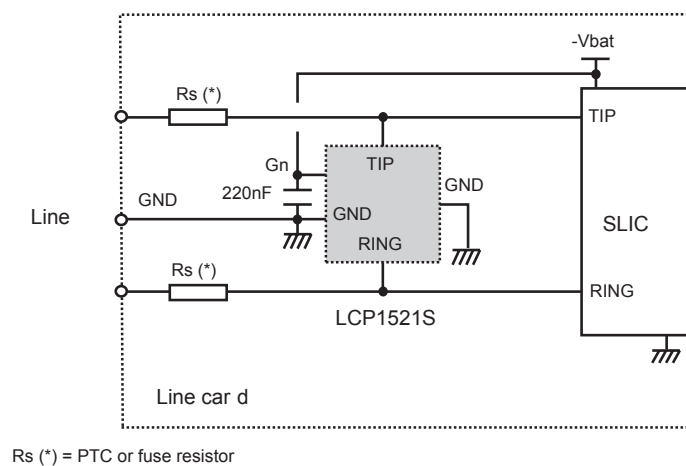 -Vbat
Rs (*)
TIP
Gn
TIP
GND
220nF
GND
GND
Line
SLIC
RING
Rs (*)
RING
LCP1521S
Line car d
Rs (*) = PTC or fuse resistor